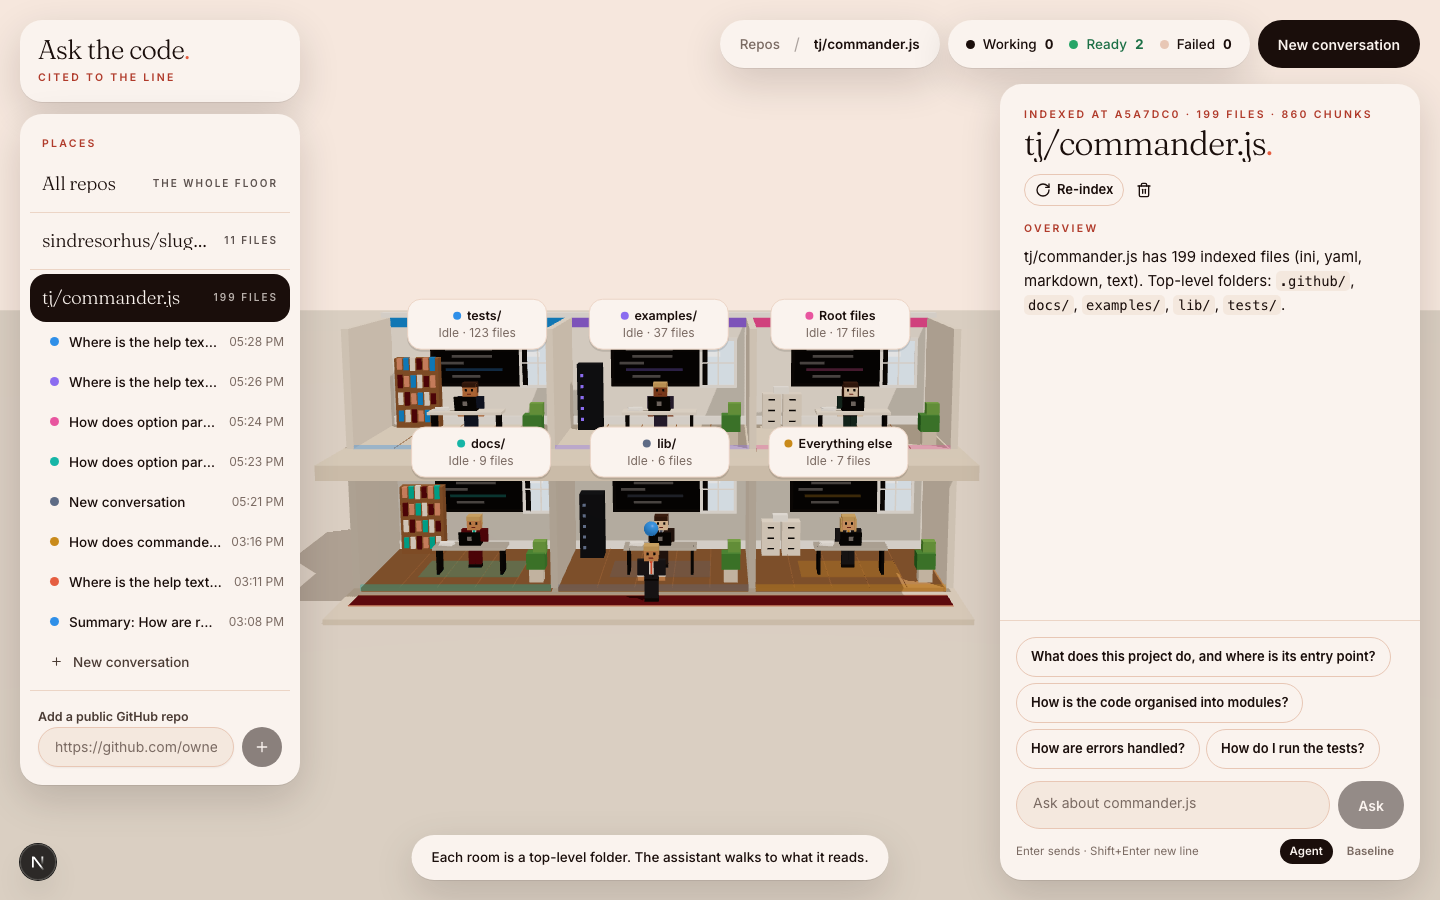 Ask the code.
CITED TO THE LINE
Repos / tj/commander.js
Working 0 Ready 2 Failed 0
New conversation
PLACES
All repos THE WHOLE FLOOR
sindresorhus/slug... 11 FILES
tj/commander.js 199 FILES
Where is the help tex... 05:28 PM
Where is the help tex... 05:26 PM
How does option par... 05:24 PM
How does option par... 05:23 PM
New conversation 05:21 PM
How does commande... 03:16 PM
Where is the help text... 03:11 PM
Summary: How are r... 03:08 PM
+ New conversation
Add a public GitHub repo
https://github.com/owne
+
N
tests/
Idle · 123 files
examples/
Idle · 37 files
Root files
Idle · 17 files
docs/
Idle · 9 files
lib/
Idle · 6 files
Everything else
Idle · 7 files
Each room is a top-level folder. The assistant walks to what it reads.
INDEXED AT A5A7DC0 · 199 FILES · 860 CHUNKS
tj/commander.js.
Re-index
OVERVIEW
tj/commander.js has 199 indexed files (ini, yaml,
markdown, text). Top-level folders: .github/,
docs/, examples/, lib/, tests/.
What does this project do, and where is its entry point?
How is the code organised into modules?
How are errors handled?
How do I run the tests?
Ask about commander.js
Ask
Enter sends · Shift+Enter new line
Agent
Baseline